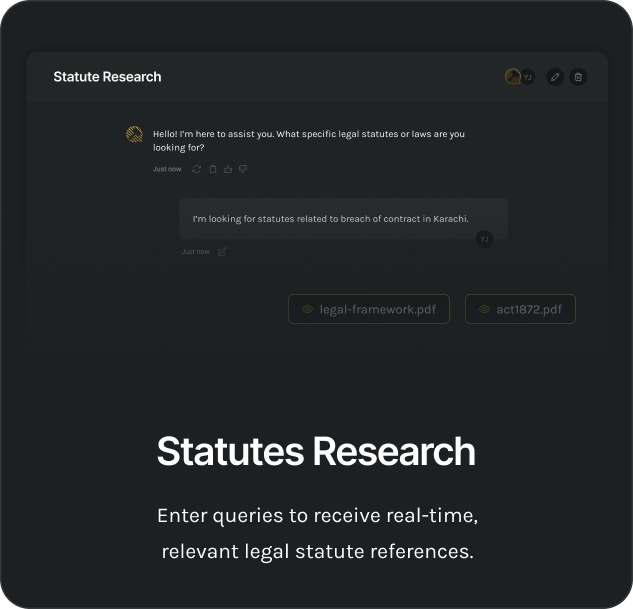 Statute Research
YJ
Hello! I'm here to assist you. What specific legal statutes or laws are you
looking for?
Just now
I'm looking for statutes related to breach of contract in Karachi.
YJ
Just now
legal-framework.pdf
act1872.pdf
Statutes Research
Enter queries to receive real-time,
relevant legal statute references.